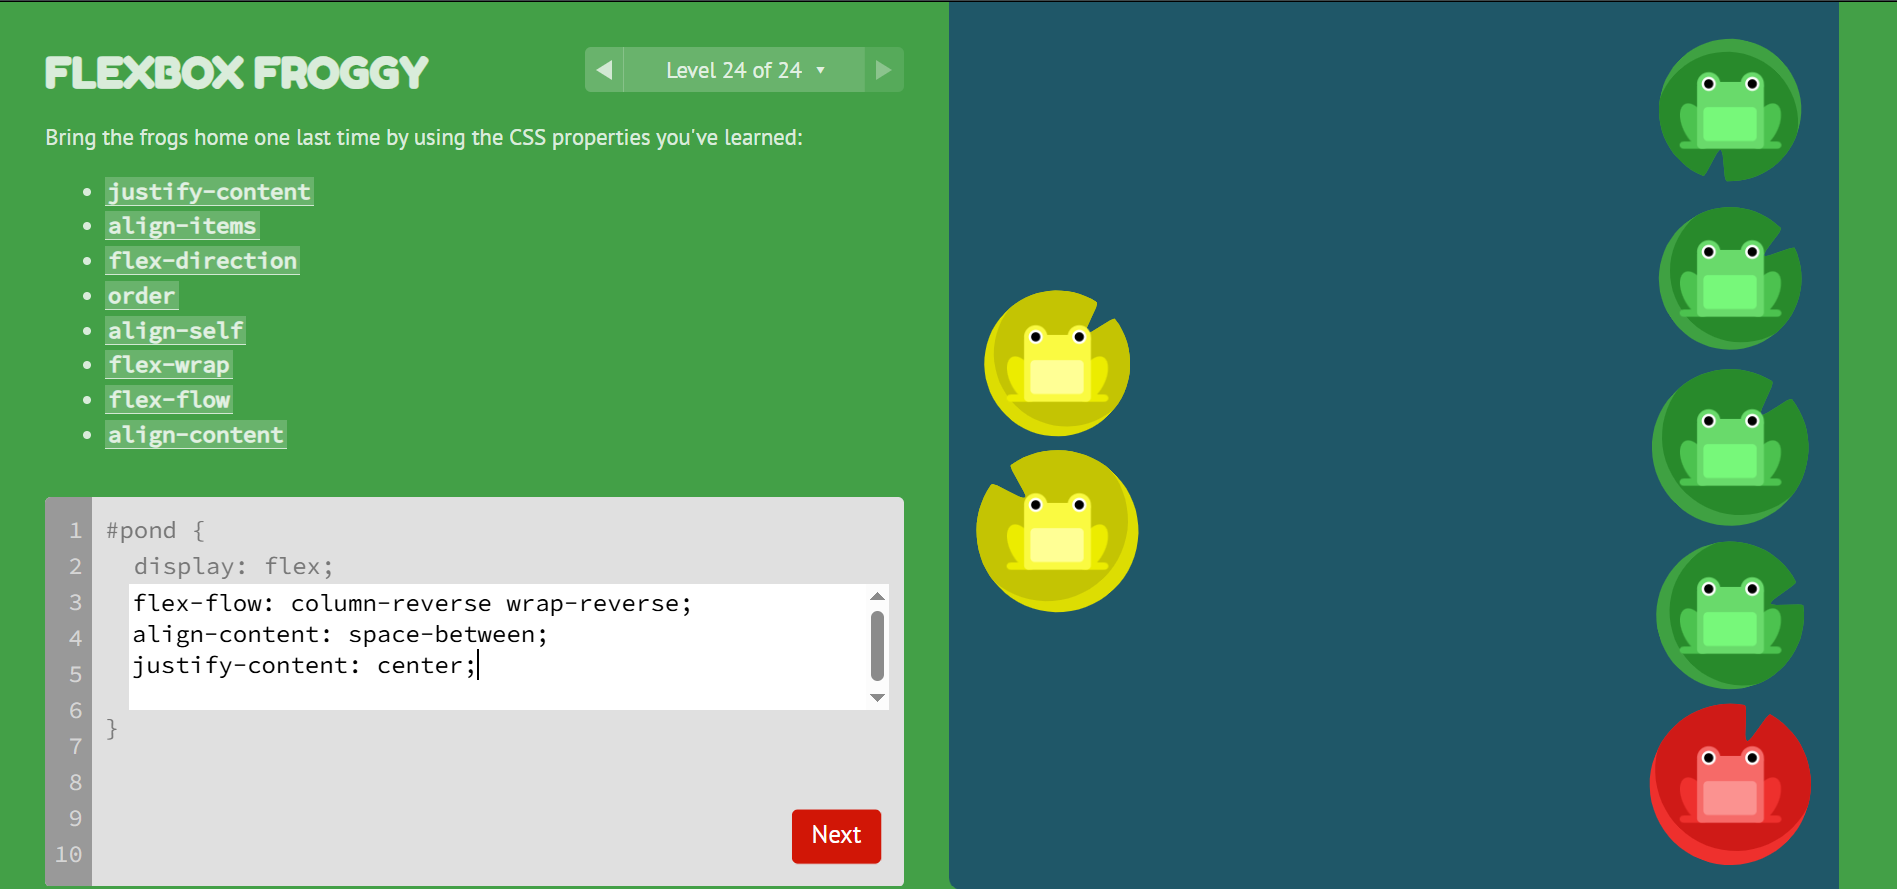 FLEXBOX FROGGY
Level 24 of 24
Bring the frogs home one last time by using the CSS properties you've learned:
justify-content
align-items
flex-direction
order
align-self
flex-wrap
flex-flow
align-content
1 #pond {
2 display: flex;
3 flex-flow: column-reverse wrap-reverse;
4 align-content: space-between;
5 justify-content: center;
6 }
7
8
9
10
Next